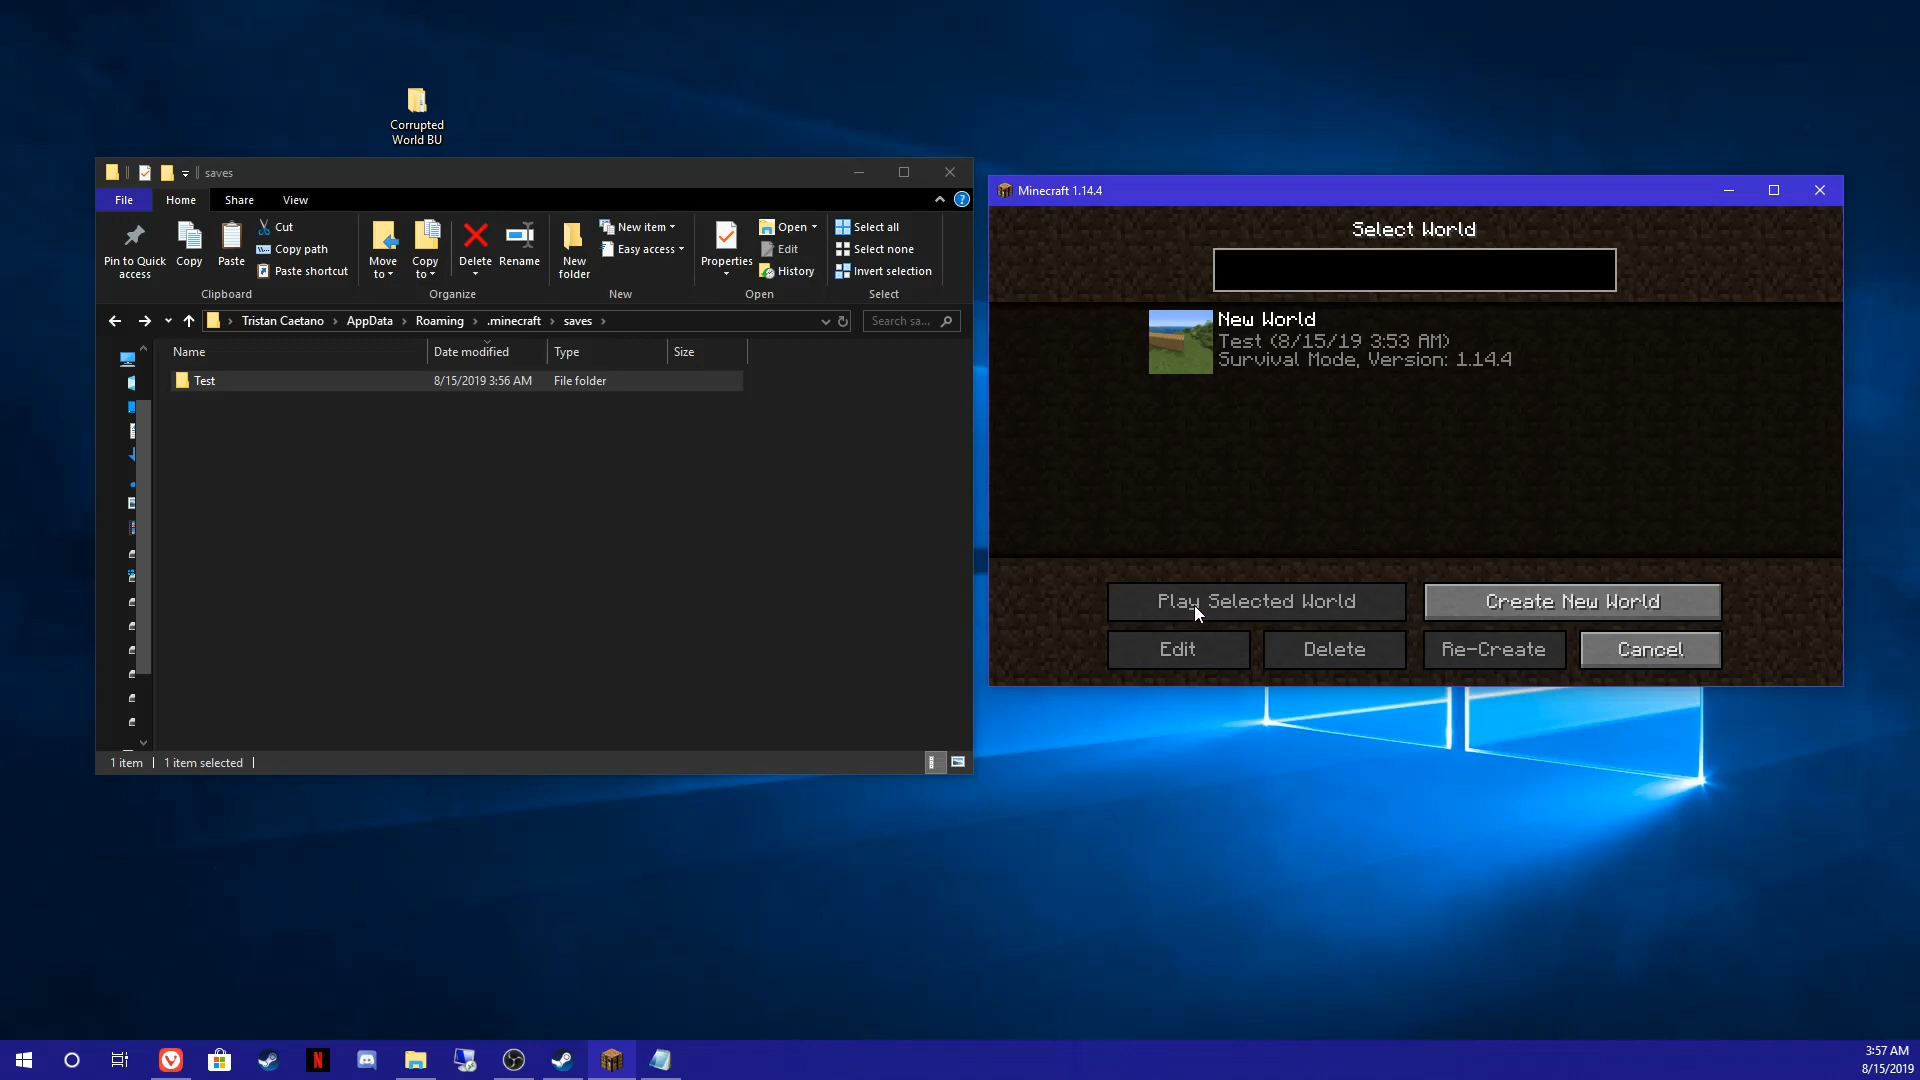 Corrupted
World BU
saves
File
Home
Share
View
Pin to Quick
access
Copy
Paste
Cut
Copy path
Paste shortcut
Clipboard
Move
to
Copy
to
Delete
Rename
Organize
New
folder
New item
Easy access
New
Properties
Open
Edit
History
Open
Select all
Select none
Invert selection
Select
Tristan Caetano > AppData > Roaming > .minecraft > saves >
Search sa...
Name
Date modified
Type
Size
Test
8/15/2019 3:56 AM
File folder
1 item
1 item selected
Minecraft 1.14.4
Select World
New World
Test (8/15/19 3:53 AM)
Survival Mode, Version: 1.14.4
Play Selected World
Create New World
Edit
Delete
Re-Create
Cancel
3:57 AM
8/15/2019